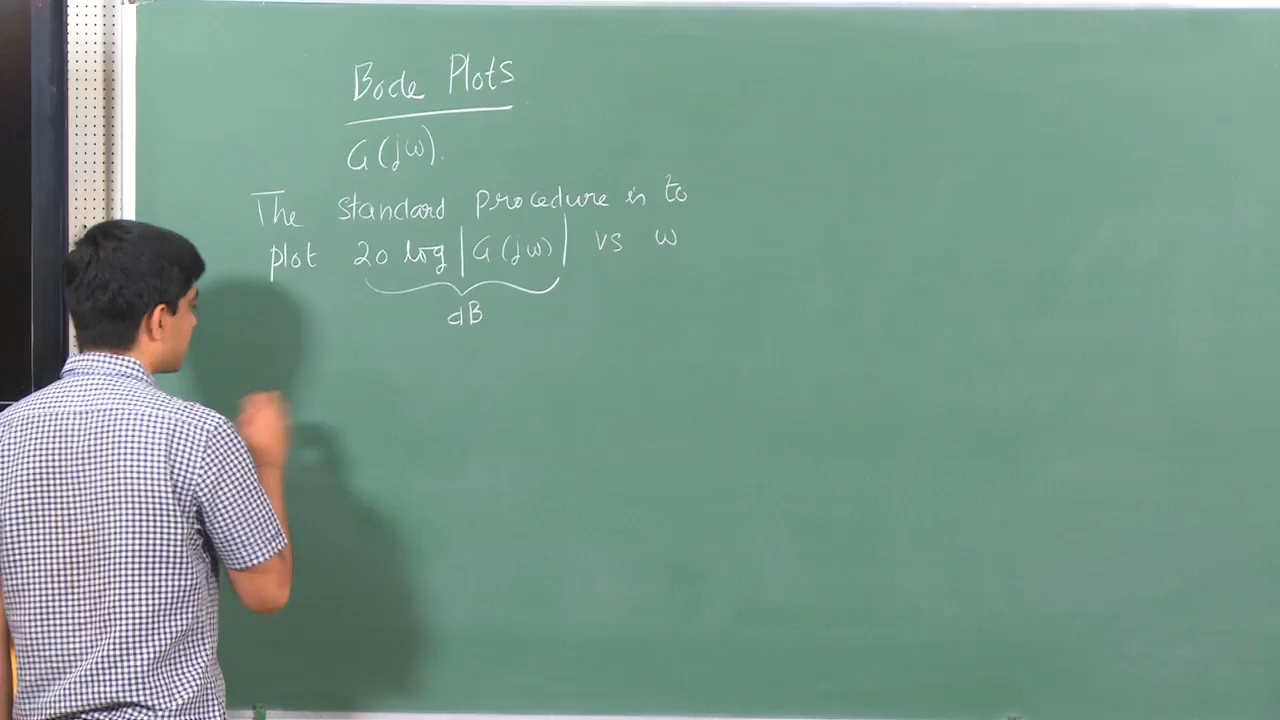 Bode Plots
G(jω).
The standard procedure is to
plot 20 log |G(jω)| vs ω
dB